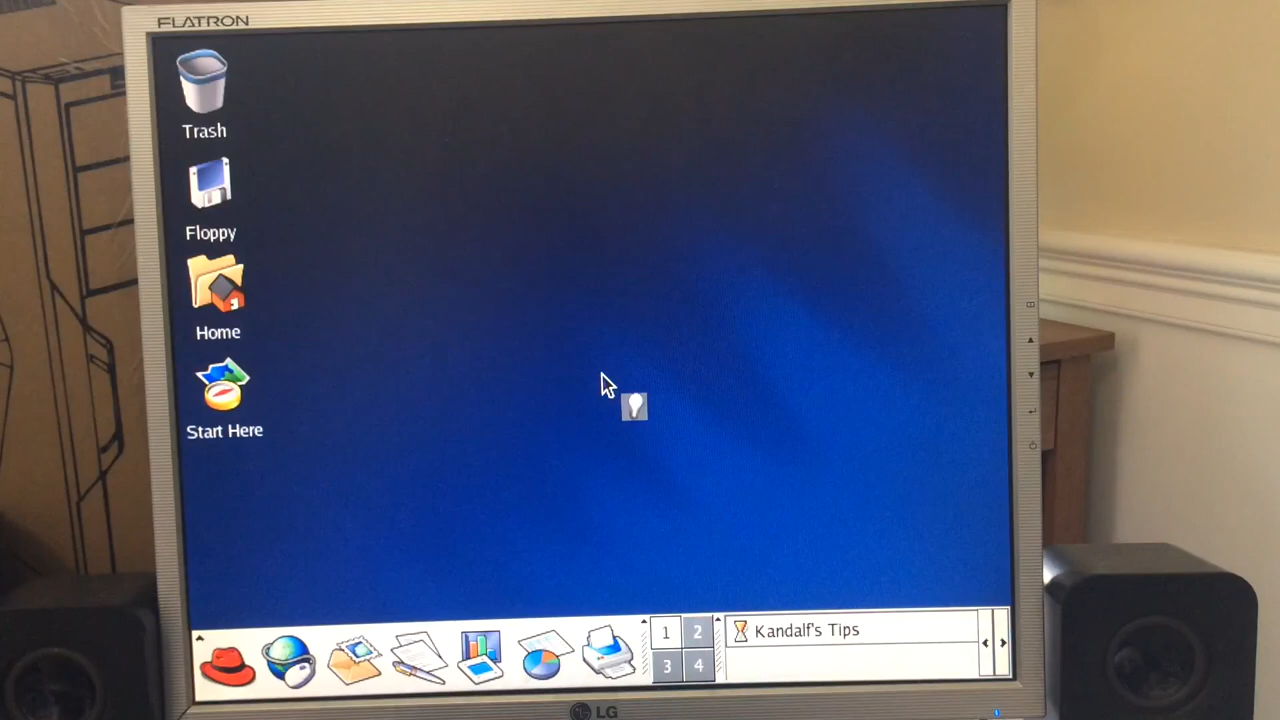 FLATRON
Trash
Floppy
Home
Start Here
1 2
Kandalf's Tips
3 4
LG